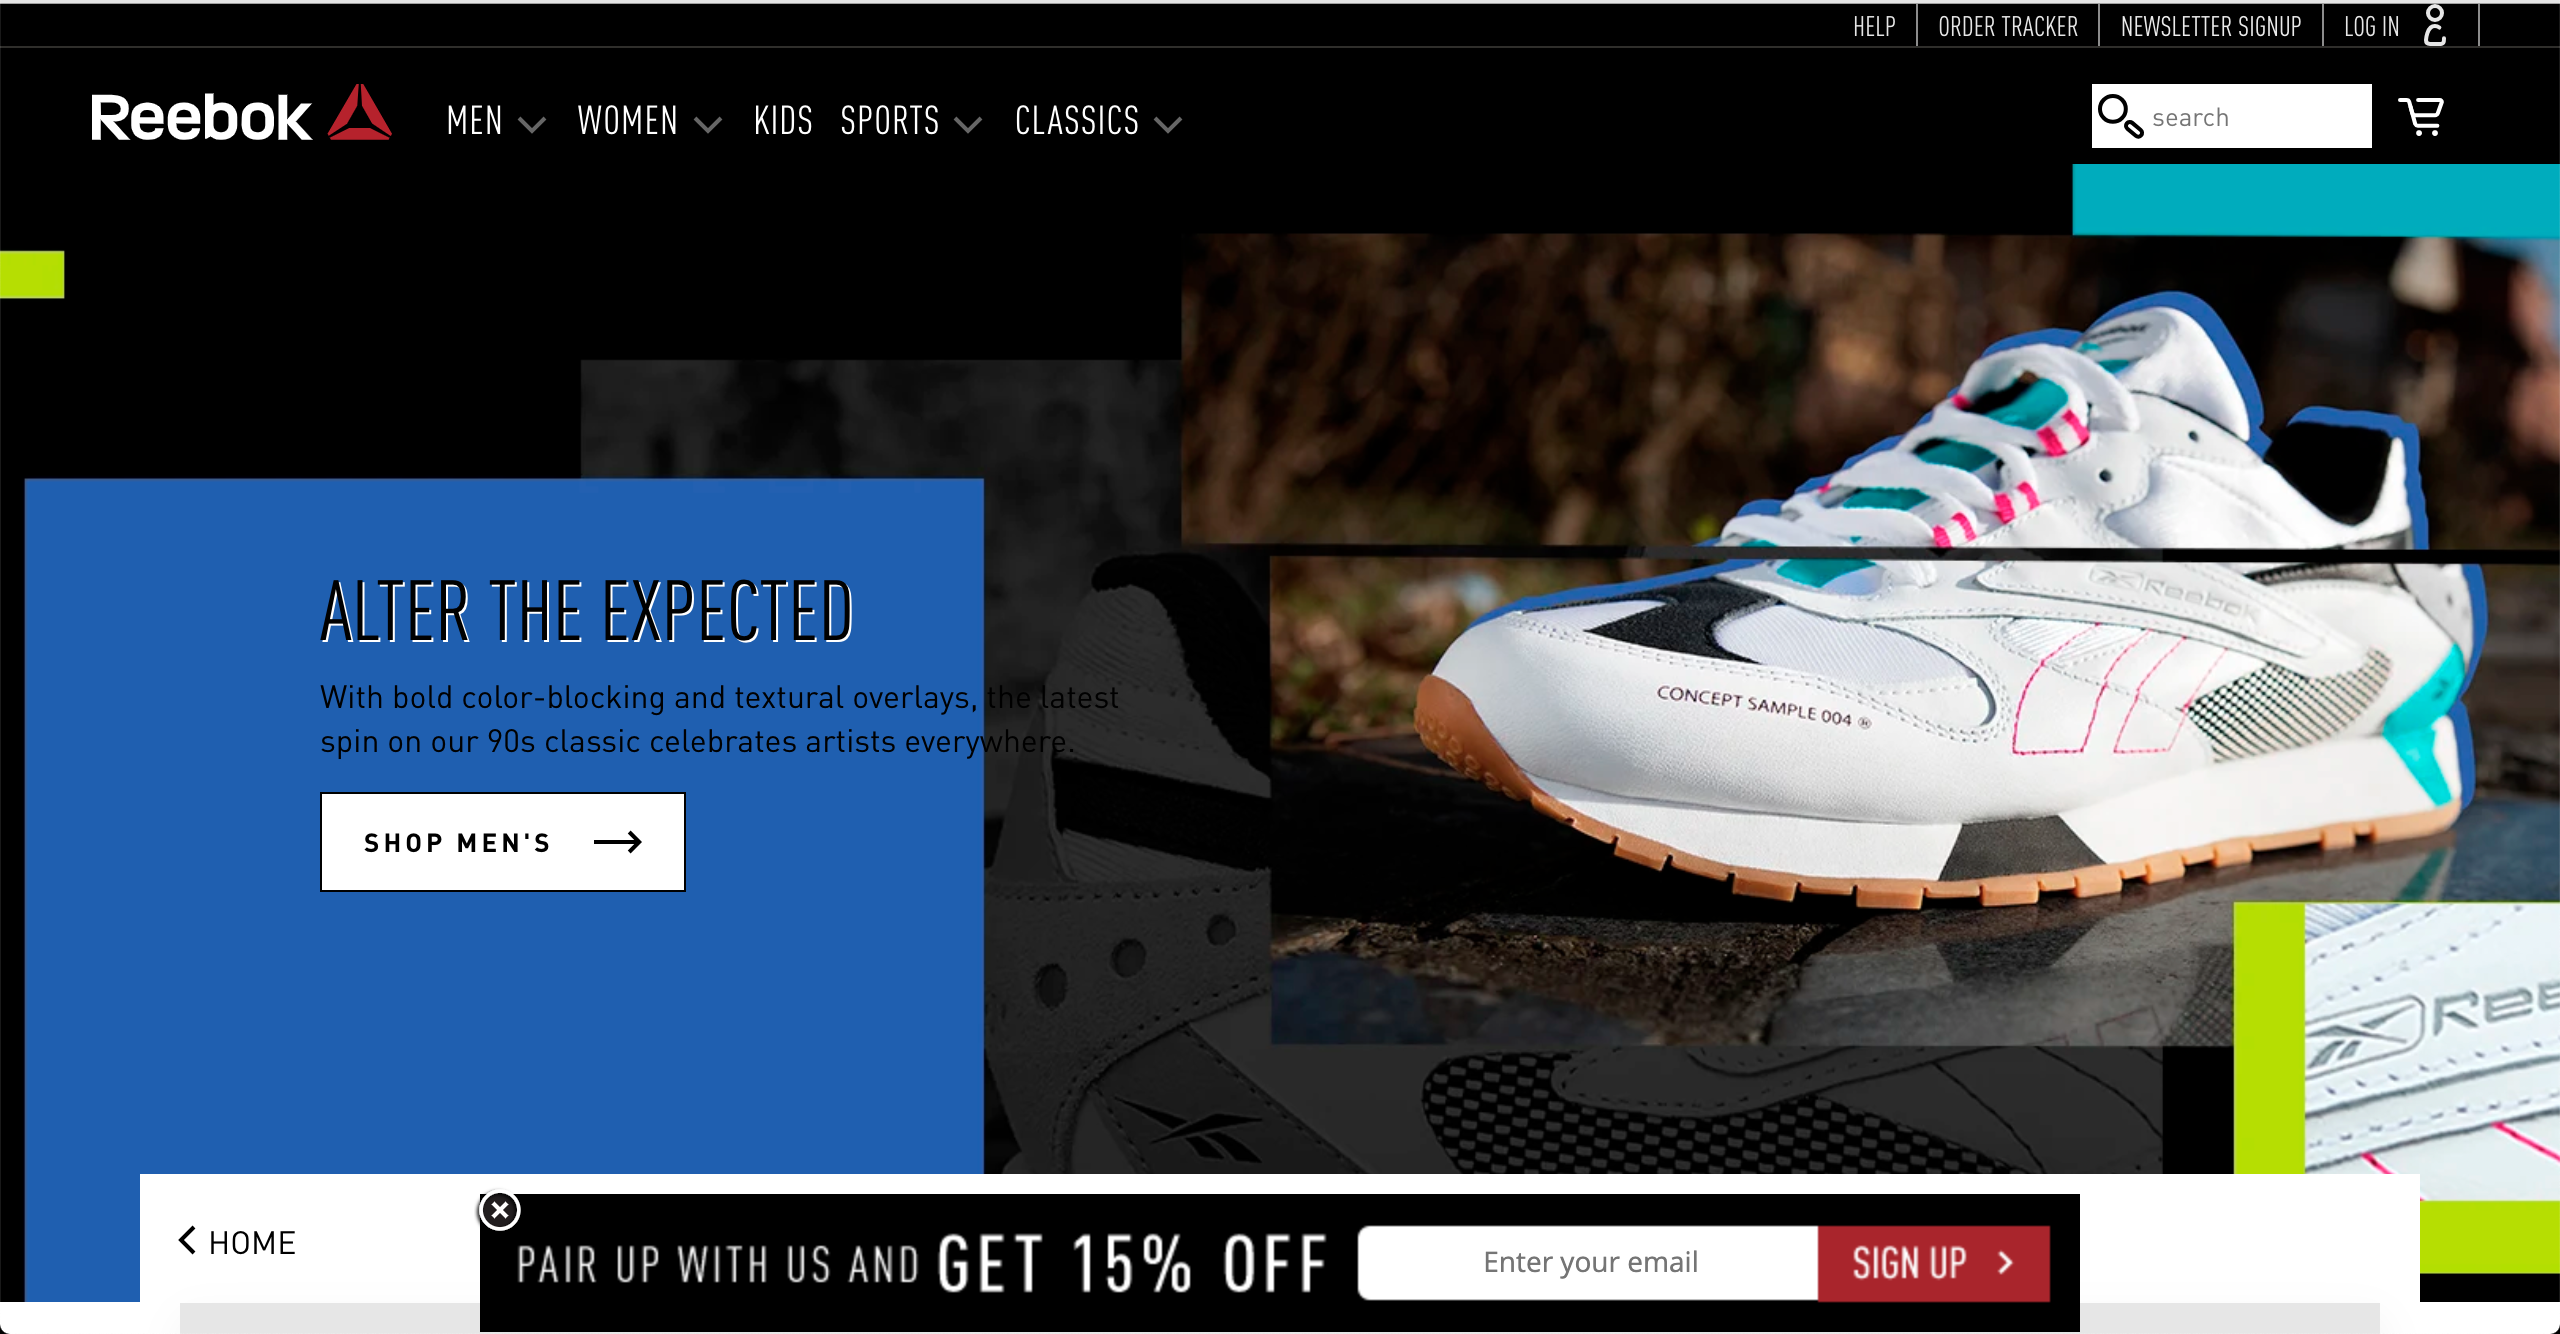 HELP
ORDER TRACKER
NEWSLETTER SIGNUP
LOG IN
Reebok
MEN
WOMEN
KIDS
SPORTS
CLASSICS
search
Reebok
ALTER THE EXPECTED
With bold color-blocking and textural overlays, the latest
spin on our 90s classic celebrates artists everywhere.
SHOP MEN'S
Reebok
CONCEPT SAMPLE 004 ®
Ree
HOME
PAIR UP WITH US AND GET 15% OFF
Enter your email
SIGN UP